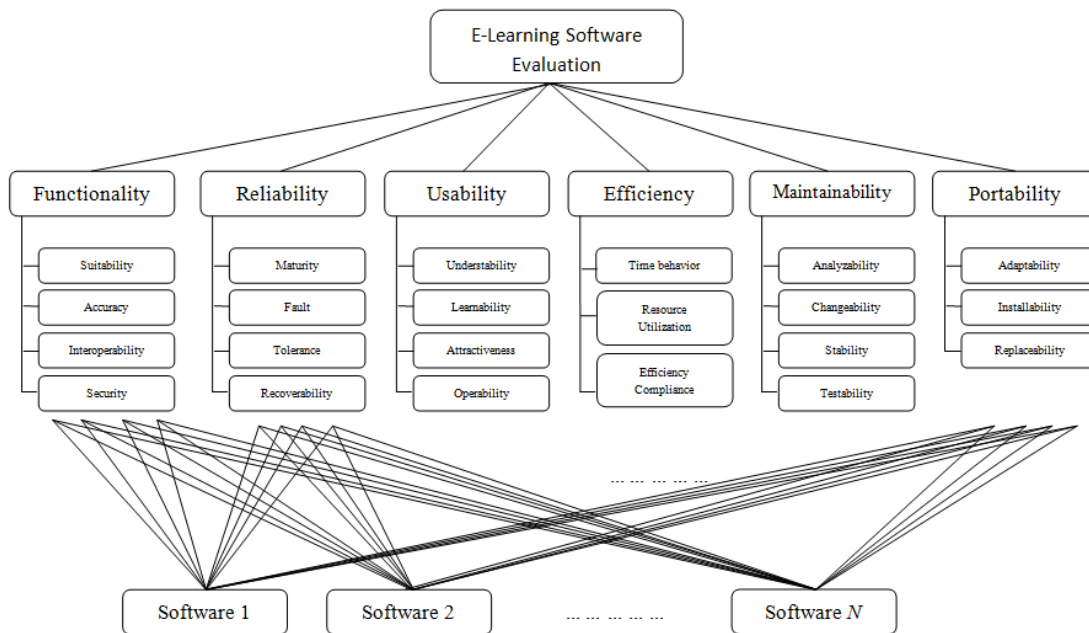 E-Learning Software
Evaluation
Functionality
Reliability
Usability
Efficiency
Maintainability
Portability
Suitability
Accuracy
Interoperability
Security
Maturity
Fault
Tolerance
Recoverability
Understability
Learnability
Attractiveness
Operability
Time behavior
Resource
Utilization
Efficiency
Compliance
Analyzability
Changeability
Stability
Testability
Adaptability
Installability
Replaceability
... ... ... ... ...
Software 1
Software 2
... ... ... ... ...
Software N